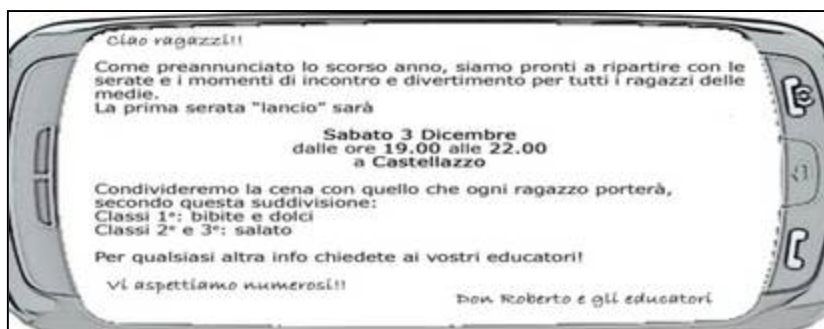 Ciao ragazzi!!
Come preannunciato lo scorso anno, siamo pronti a ripartire con le
serate e i momenti di incontro e divertimento per tutti i ragazzi delle
medie.
La prima serata "lancio" sarà
Sabato 3 Dicembre
dalle ore 19.00 alle 22.00
a Castellazzo
Condivideremo la cena con quello che ogni ragazzo porterà,
secondo questa suddivisione:
Classi 1ᵉ: bibite e dolci
Classi 2ᵉ e 3ᵉ: salato
Per qualsiasi altra info chiedete ai vostri educatori!
Vi aspettiamo numerosi!!
Don Roberto e gli educatori